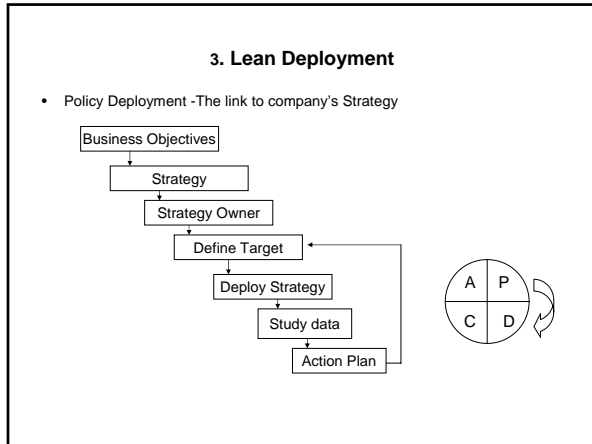 3. Lean Deployment
• Policy Deployment -The link to company's Strategy
Business Objectives
Strategy
Strategy Owner
Define Target
Deploy Strategy
Study data
Action Plan
A P
C D